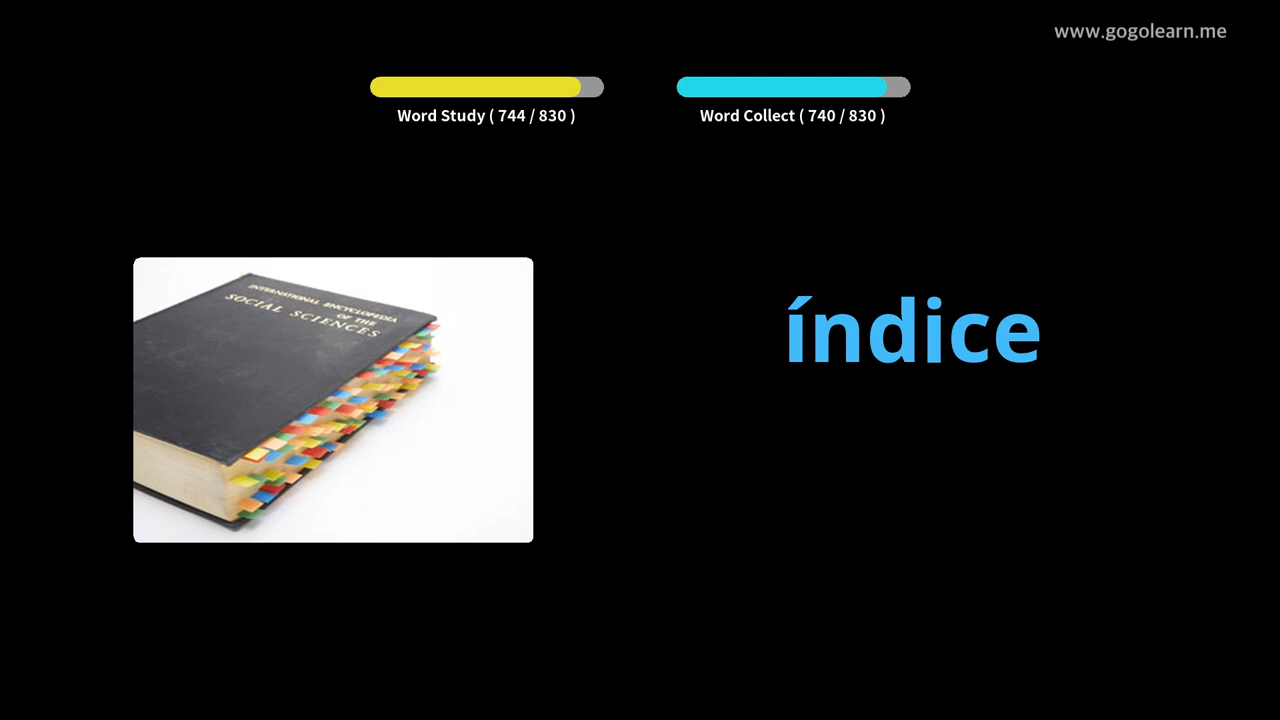 www.gogolearn.me
Word Study ( 744 / 830 )
Word Collect ( 740 / 830 )
INTERNATIONAL ENCYCLOPEDIA
OF THE
SOCIAL SCIENCES
índice